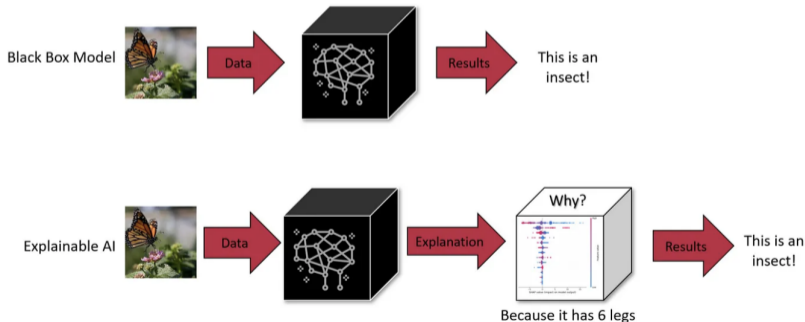 Black Box Model
Data
Results
This is an
insect!
Explainable AI
Data
Explanation
Why?
Because it has 6 legs
Results
This is an
insect!